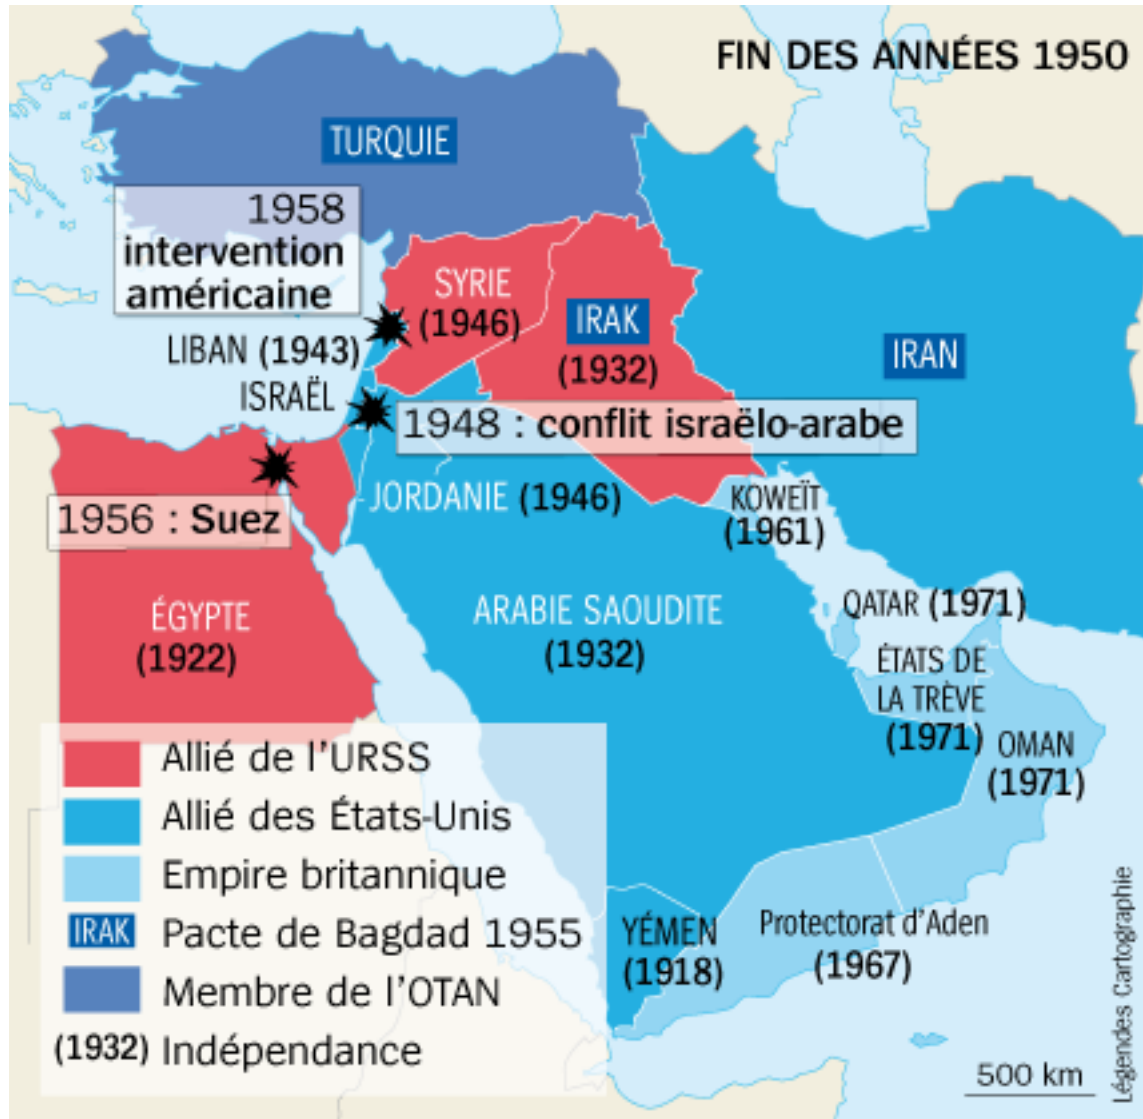 FIN DES ANNÉES 1950
TURQUIE
1958
intervention
américaine
SYRIE
(1946)
IRAK
(1932)
IRAN
LIBAN (1943)
ISRAËL
1948 : conflit israëlo-arabe
JORDANIE (1946)
KOWEÏT
(1961)
1956 : Suez
ÉGYPTE
(1922)
ARABIE SAOUDITE
(1932)
QATAR (1971)
ÉTATS DE
LA TRÈVE
(1971)
OMAN
(1971)
YÉMEN
(1918)
Protectorat d'Aden
(1967)
Allié de l'URSS
Allié des États-Unis
Empire britannique
IRAK Pacte de Bagdad 1955
Membre de l'OTAN
(1932) Indépendance
500 km
Légendes Cartographie